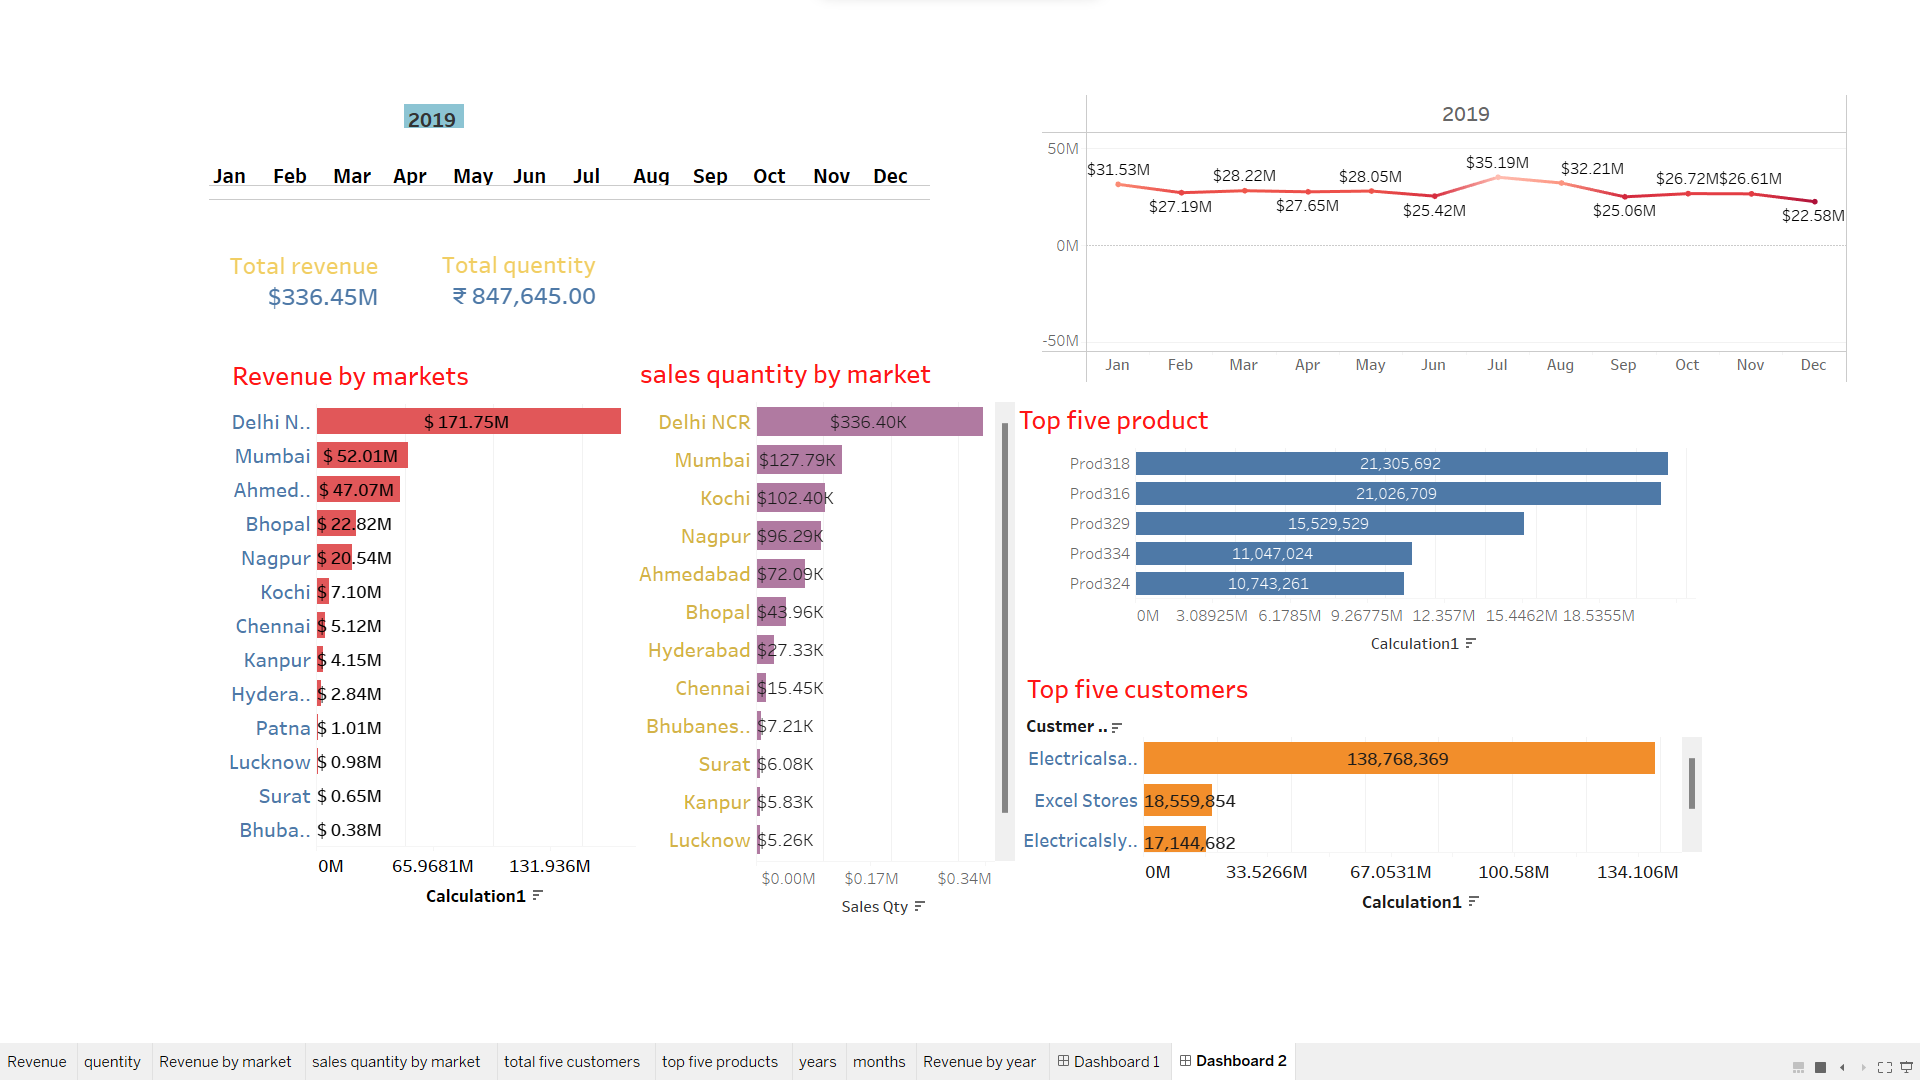 2019
Jan Feb Mar Apr May Jun Jul Aug Sep Oct Nov Dec
Total revenue
$336.45M
Total quentity
₹ 847,645.00
2019
50M
0M
-50M
$31.53M
$27.19M
$28.22M
$27.65M
$28.05M
$25.42M
$35.19M
$32.21M
$25.06M
$26.72M
$26.61M
$22.58M
Jan Feb Mar Apr May Jun Jul Aug Sep Oct Nov Dec
Revenue by markets
Delhi N.. $ 171.75M
Mumbai $ 52.01M
Ahmed.. $ 47.07M
Bhopal $ 22.82M
Nagpur $ 20.54M
Kochi $ 7.10M
Chennai $ 5.12M
Kanpur $ 4.15M
Hydera.. $ 2.84M
Patna $ 1.01M
Lucknow $ 0.98M
Surat $ 0.65M
Bhuba.. $ 0.38M
0M 65.9681M 131.936M
Calculation1
sales quantity by market
Delhi NCR $336.40K
Mumbai $127.79K
Kochi $102.40K
Nagpur $96.29K
Ahmedabad $72.09K
Bhopal $43.96K
Hyderabad $27.33K
Chennai $15.45K
Bhubanes.. $7.21K
Surat $6.08K
Kanpur $5.83K
Lucknow $5.26K
$0.00M $0.17M $0.34M
Sales Qty
Top five product
Prod318 21,305,692
Prod316 21,026,709
Prod329 15,529,529
Prod334 11,047,024
Prod324 10,743,261
0M 3.08925M 6.1785M 9.26775M 12.357M 15.4462M 18.5355M
Calculation1
Top five customers
Custmer ..
Electricalsa.. 138,768,369
Excel Stores 18,559,854
Electricalsly.. 17,144,682
0M 33.5266M 67.0531M 100.58M 134.106M
Calculation1
Revenue quentity Revenue by market sales quantity by market total five customers top five products years months Revenue by year Dashboard 1 Dashboard 2